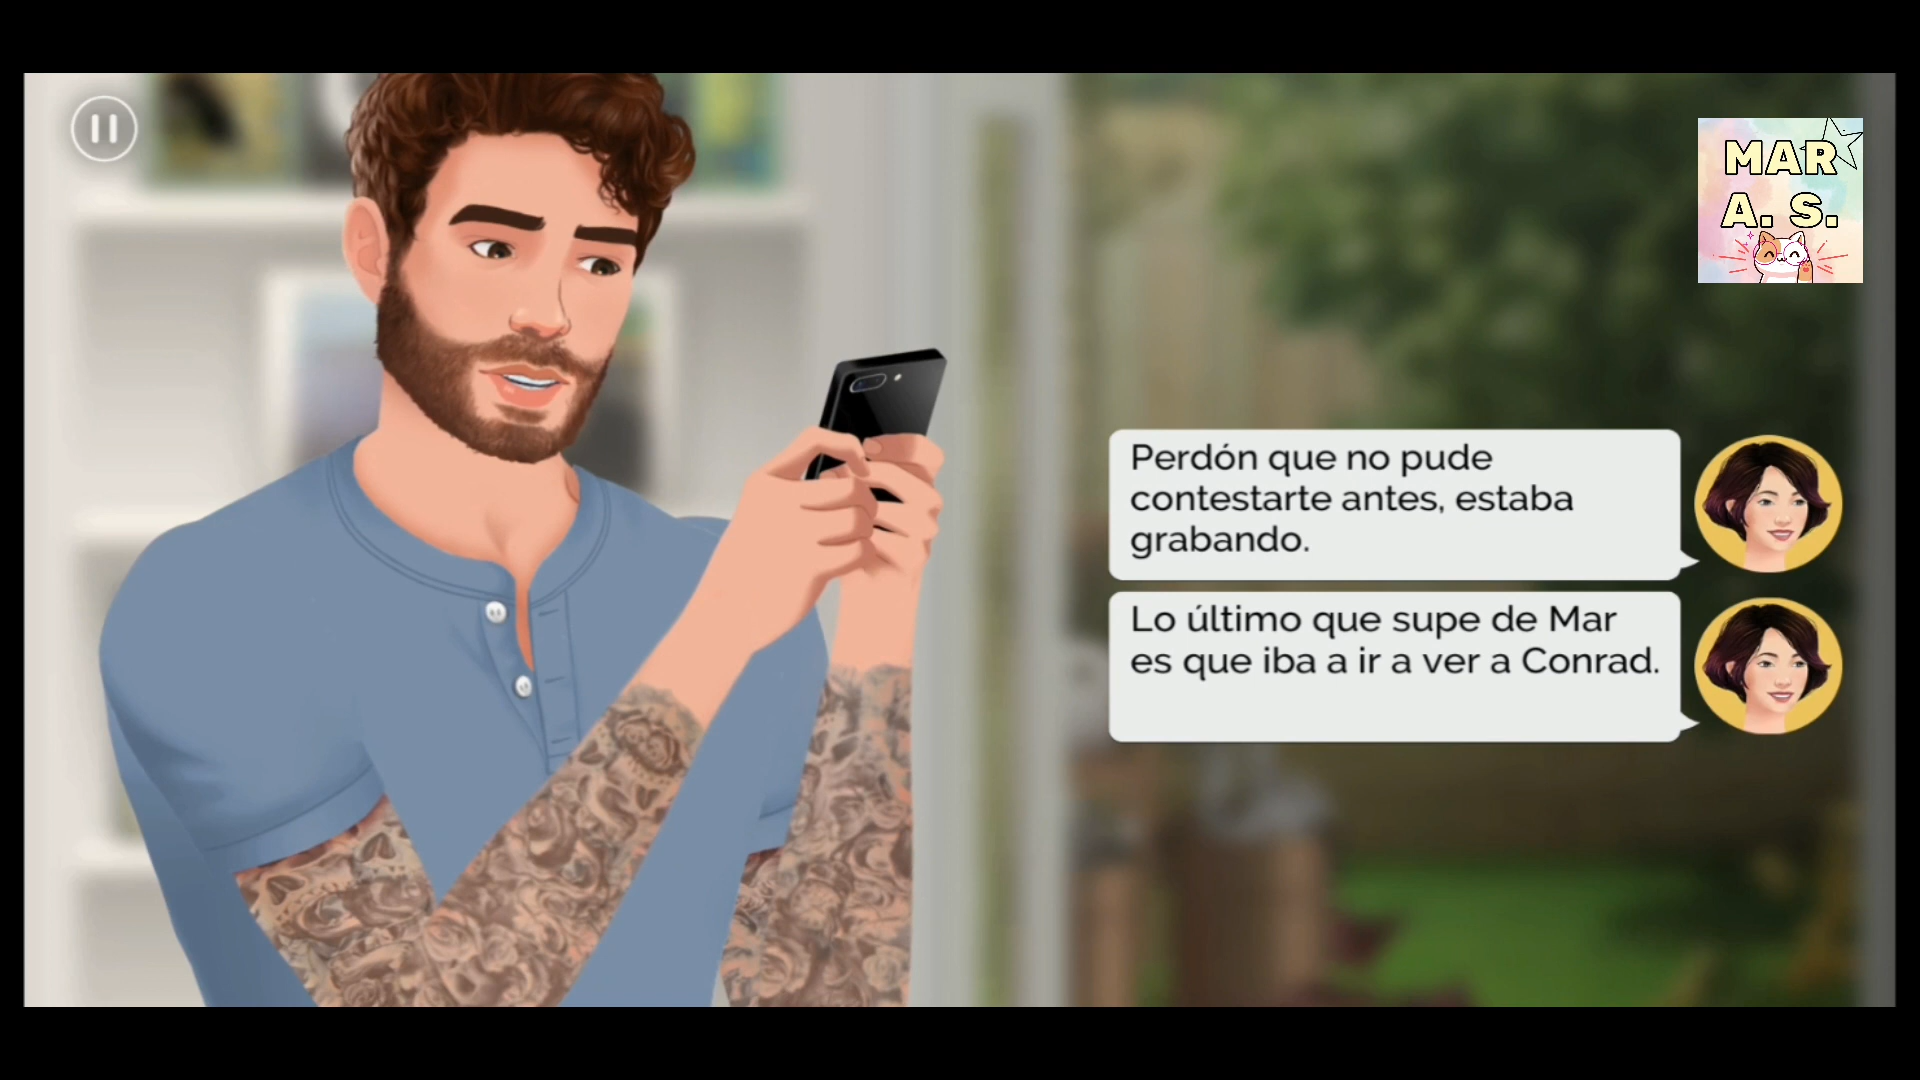 MAR
A. S.
Perdón que no pude
contestarte antes, estaba
grabando.
Lo último que supe de Mar
es que iba a ir a ver a Conrad.